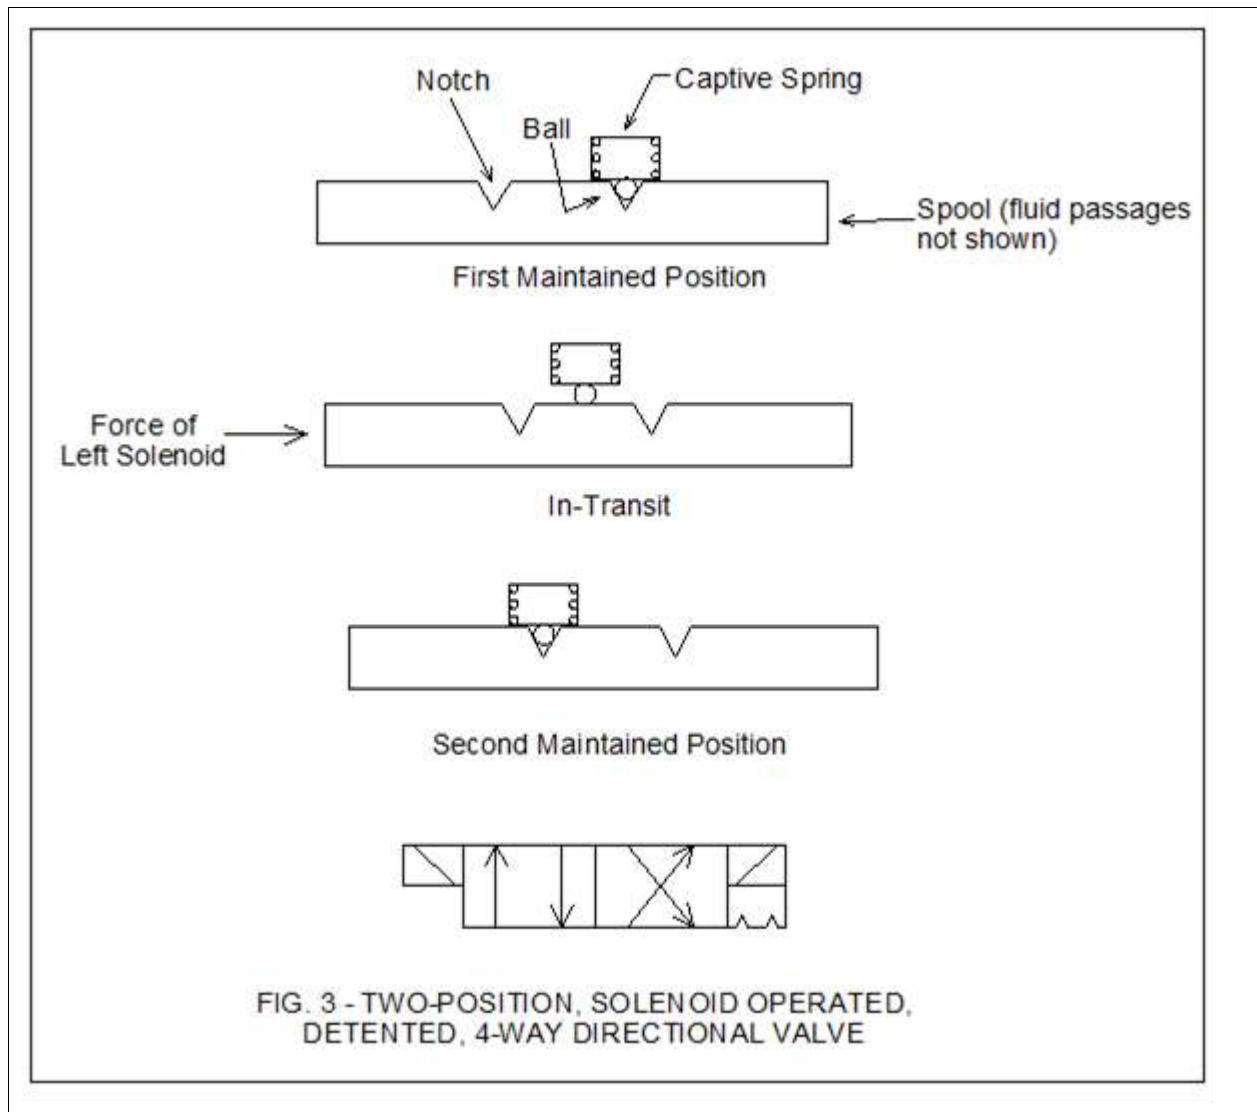 Notch
Captive Spring
Ball
Spool (fluid passages
not shown)
First Maintained Position
Force of
Left Solenoid
In-Transit
Second Maintained Position
FIG. 3 - TWO-POSITION, SOLENOID OPERATED,
DETENTED, 4-WAY DIRECTIONAL VALVE